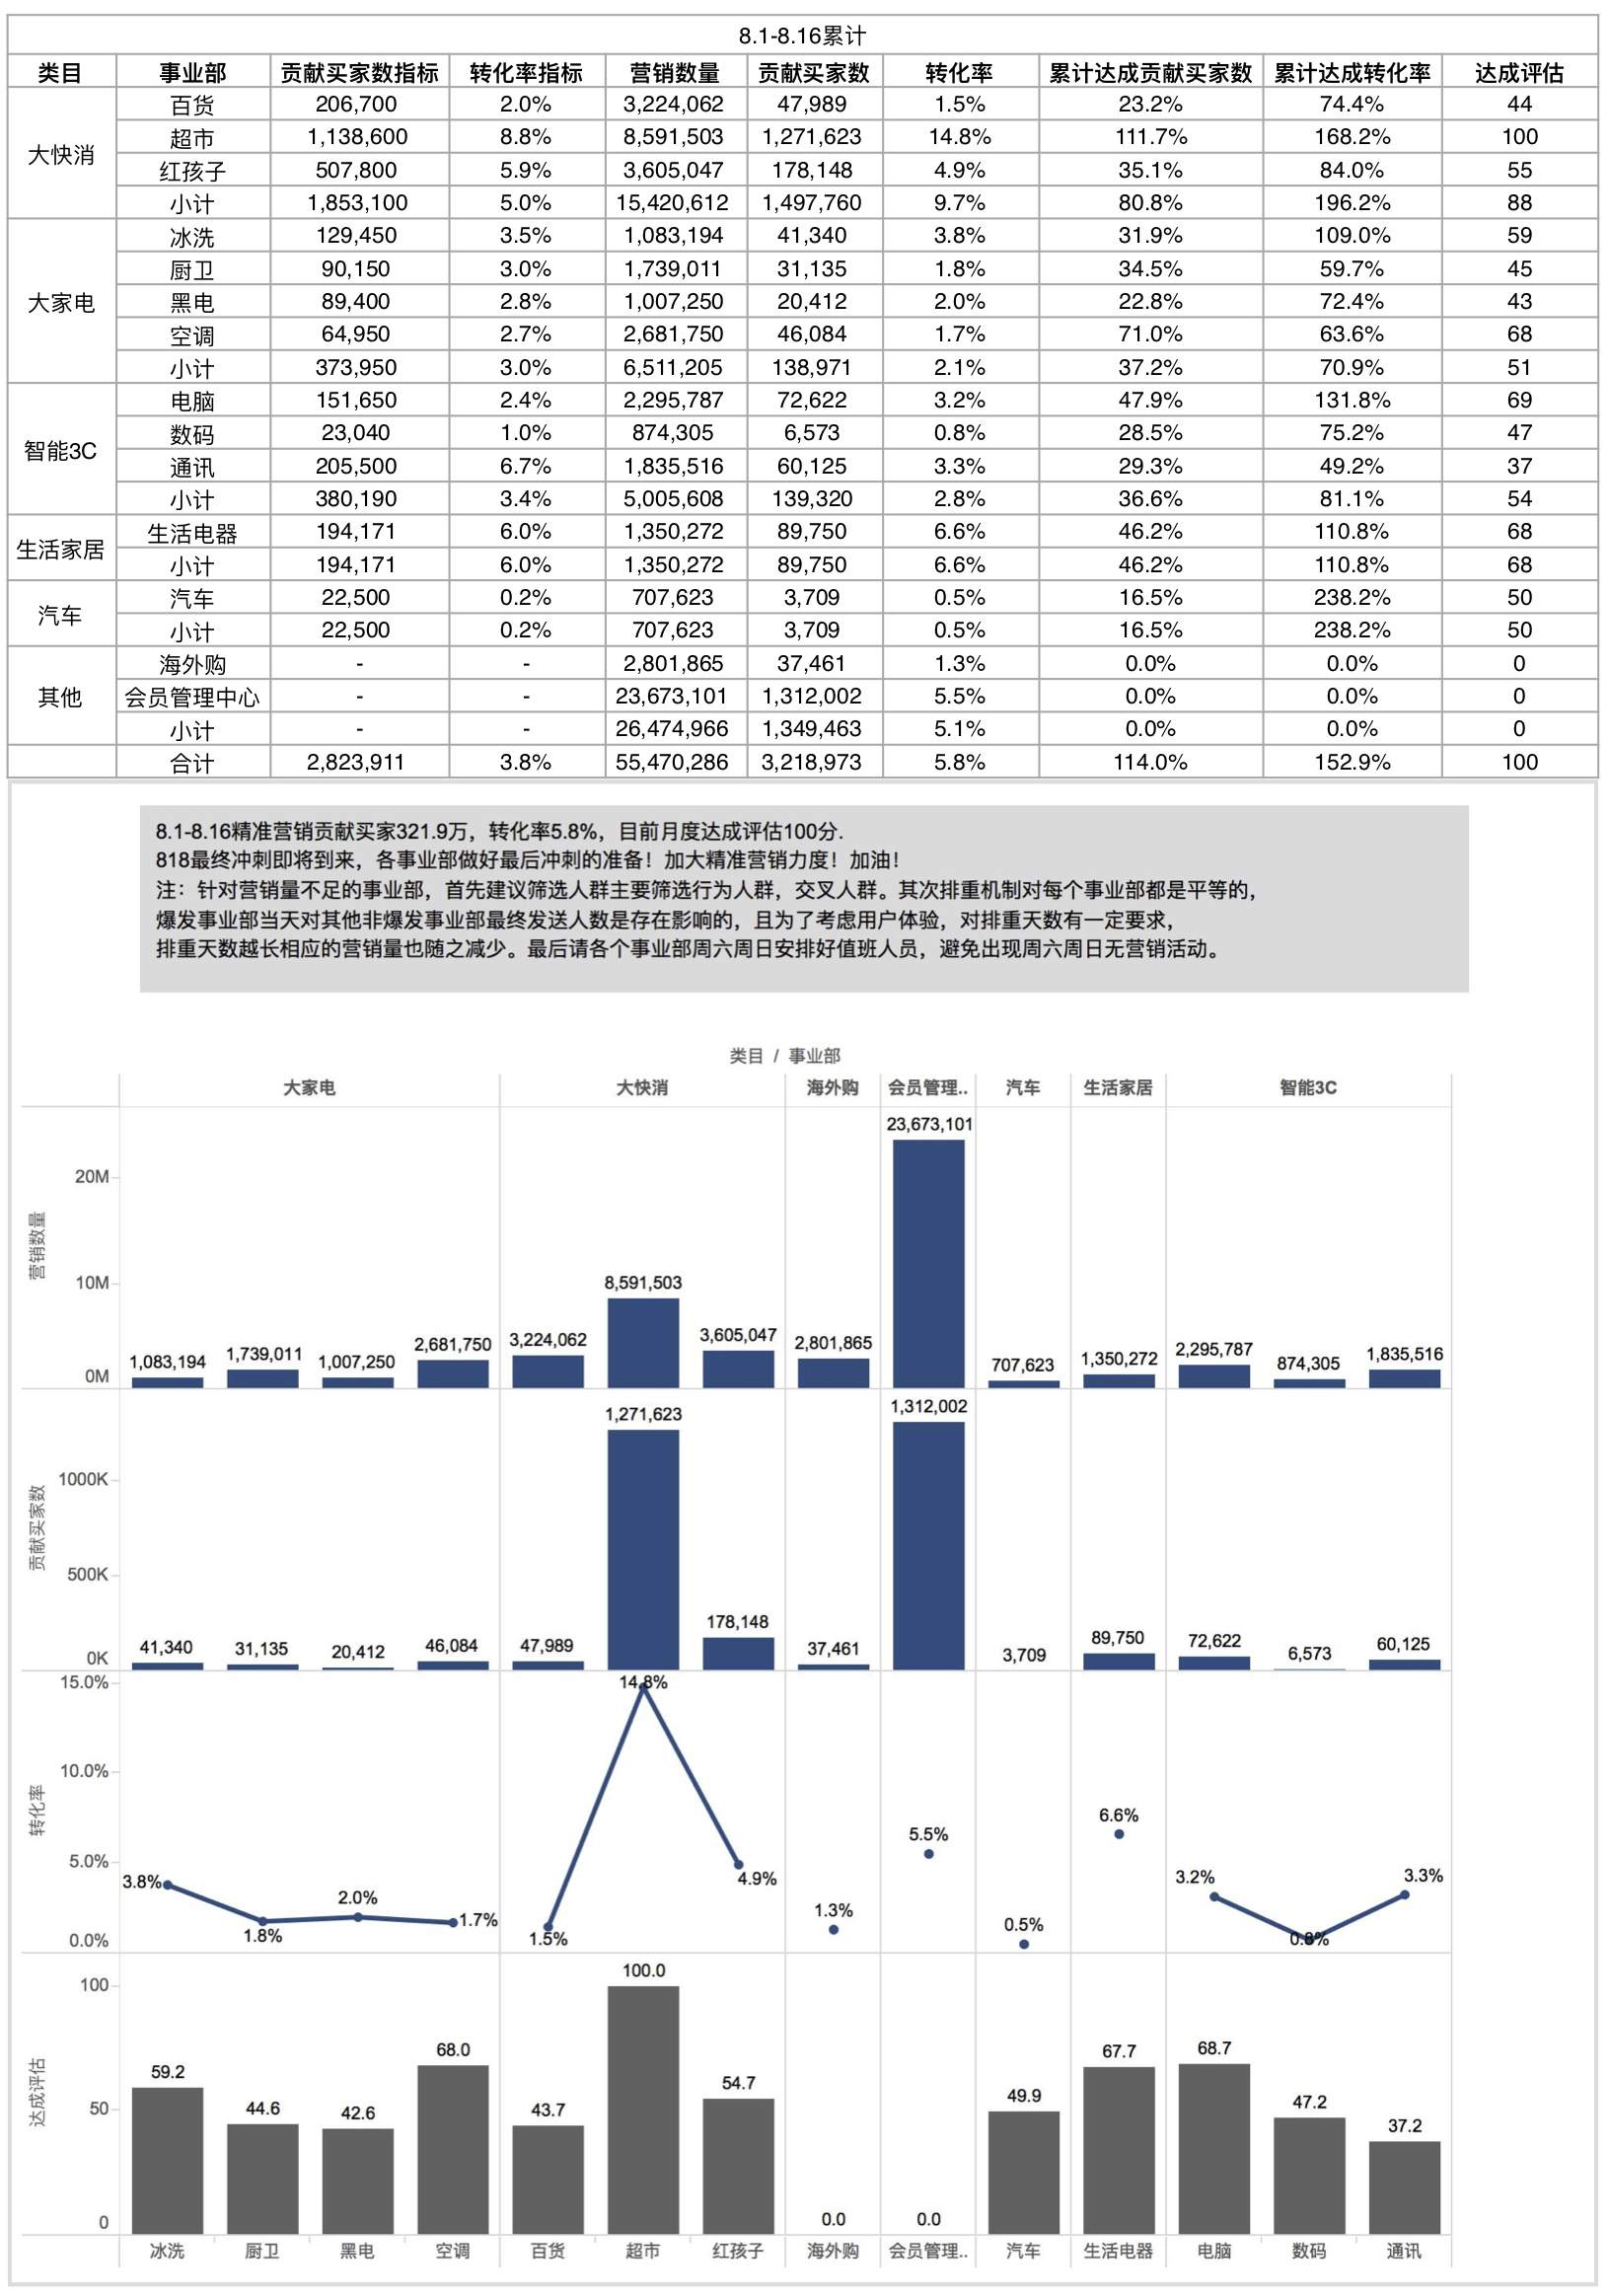 8.1-8.16累计
类目 事业部 贡献买家数指标 转化率指标 营销数量 贡献买家数 转化率 累计达成贡献买家数 累计达成转化率 达成评估
大快消 百货 206,700 2.0% 3,224,062 47,989 1.5% 23.2% 74.4% 44
超市 1,138,600 8.8% 8,591,503 1,271,623 14.8% 111.7% 168.2% 100
红孩子 507,800 5.9% 3,605,047 178,148 4.9% 35.1% 84.0% 55
小计 1,853,100 5.0% 15,420,612 1,497,760 9.7% 80.8% 196.2% 88
大家电 冰洗 129,450 3.5% 1,083,194 41,340 3.8% 31.9% 109.0% 59
厨卫 90,150 3.0% 1,739,011 31,135 1.8% 34.5% 59.7% 45
黑电 89,400 2.8% 1,007,250 20,412 2.0% 22.8% 72.4% 43
空调 64,950 2.7% 2,681,750 46,084 1.7% 71.0% 63.6% 68
小计 373,950 3.0% 6,511,205 138,971 2.1% 37.2% 70.9% 51
智能3C 电脑 151,650 2.4% 2,295,787 72,622 3.2% 47.9% 131.8% 69
数码 23,040 1.0% 874,305 6,573 0.8% 28.5% 75.2% 47
通讯 205,500 6.7% 1,835,516 60,125 3.3% 29.3% 49.2% 37
小计 380,190 3.4% 5,005,608 139,320 2.8% 36.6% 81.1% 54
生活家居 生活电器 194,171 6.0% 1,350,272 89,750 6.6% 46.2% 110.8% 68
小计 194,171 6.0% 1,350,272 89,750 6.6% 46.2% 110.8% 68
汽车 汽车 22,500 0.2% 707,623 3,709 0.5% 16.5% 238.2% 50
小计 22,500 0.2% 707,623 3,709 0.5% 16.5% 238.2% 50
其他 海外购 - - 2,801,865 37,461 1.3% 0.0% 0.0% 0
会员管理中心 - - 23,673,101 1,312,002 5.5% 0.0% 0.0% 0
小计 - - 26,474,966 1,349,463 5.1% 0.0% 0.0% 0
合计 2,823,911 3.8% 55,470,286 3,218,973 5.8% 114.0% 152.9% 100
8.1-8.16精准营销贡献买家321.9万，转化率5.8%，目前月度达成评估100分.
818最终冲刺即将到来，各事业部做好最后冲刺的准备！加大精准营销力度！加油！
注：针对营销量不足的事业部，首先建议筛选人群主要筛选行为人群，交叉人群。其次排重机制对每个事业部都是平等的，
爆发事业部当天对其他非爆发事业部最终发送人数是存在影响的，且为了考虑用户体验，对排重天数有一定要求，
排重天数越长相应的营销量也随之减少。最后请各个事业部周六周日安排好值班人员，避免出现周六周日无营销活动。
类目 / 事业部
大家电 大快消 海外购 会员管理.. 汽车 生活家居 智能3C
营销数量
20M
10M
0M
1,083,194 1,739,011 1,007,250 2,681,750 3,224,062 8,591,503 3,605,047 2,801,865 23,673,101 707,623 1,350,272 2,295,787 874,305 1,835,516
贡献买家数
1000K
500K
0K
41,340 31,135 20,412 46,084 47,989 1,271,623 178,148 37,461 1,312,002 3,709 89,750 72,622 6,573 60,125
转化率
15.0%
10.0%
5.0%
0.0%
3.8% 1.8% 2.0% 1.7% 1.5% 14.8% 4.9% 1.3% 5.5% 0.5% 6.6% 3.2% 0.8% 3.3%
达成评估
100
50
0
59.2 44.6 42.6 68.0 43.7 100.0 54.7 0.0 0.0 49.9 67.7 68.7 47.2 37.2
冰洗 厨卫 黑电 空调 百货 超市 红孩子 海外购 会员管理.. 汽车 生活电器 电脑 数码 通讯